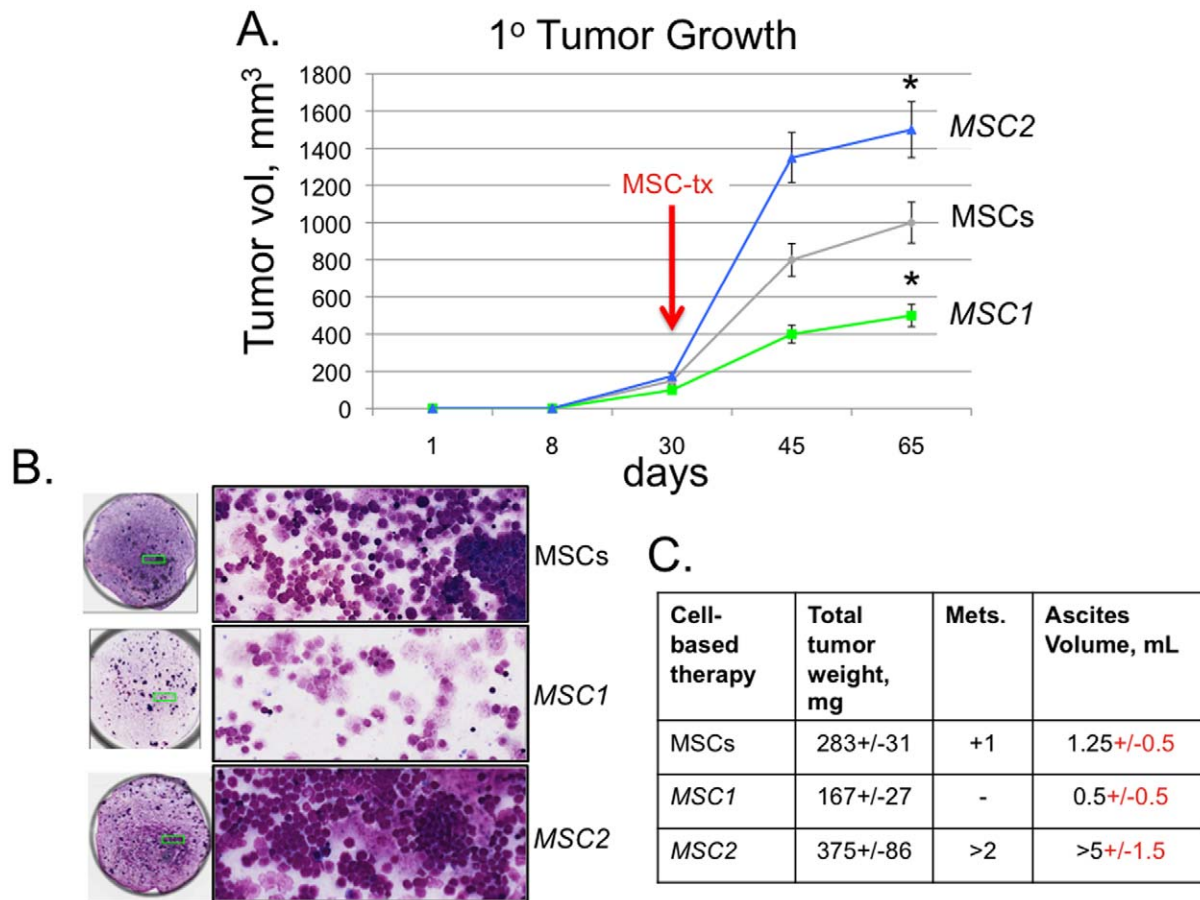 A.
1º Tumor Growth
Tumor vol, mm³
1800
1600
1400
1200
1000
800
600
400
200
0
MSC-tx
*
MSC2
MSCs
*
MSC1
1 8 30 45 65
days
B.
MSCs
MSC1
MSC2
C.
Cell-based therapy Total tumor weight, mg Mets. Ascites Volume, mL
MSCs 283+/-31 +1 1.25+/-0.5
MSC1 167+/-27 - 0.5+/-0.5
MSC2 375+/-86 >2 >5+/-1.5